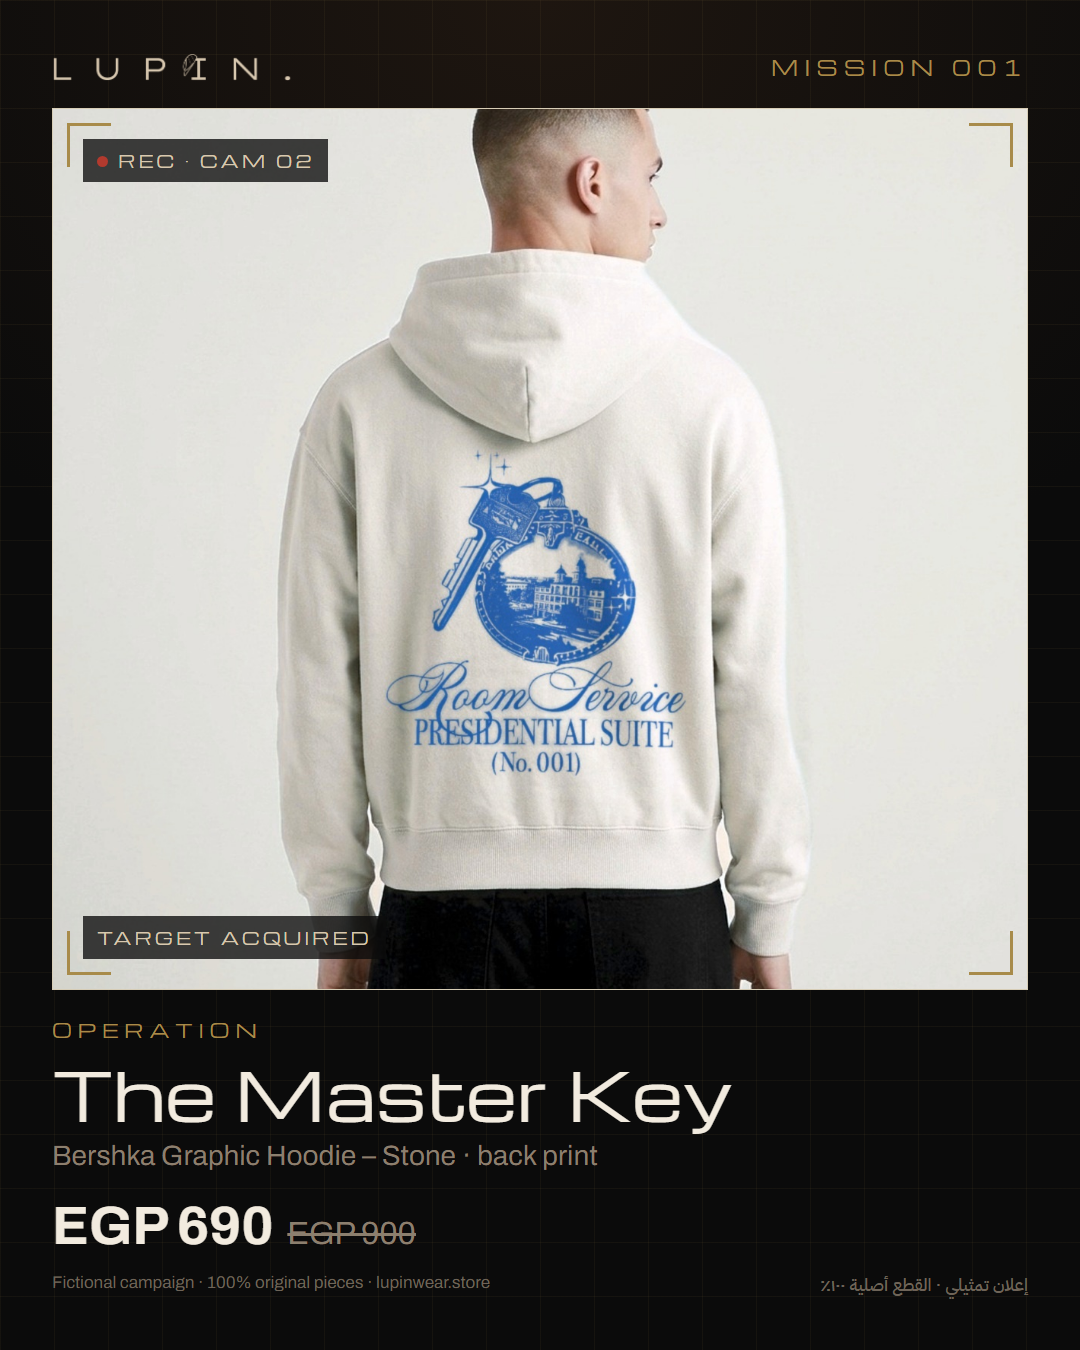 LUPIN.
MISSION 001
REC · CAM 02
Room Service
PRESIDENTIAL SUITE
(No. 001)
TARGET ACQUIRED
OPERATION
The Master Key
Bershka Graphic Hoodie – Stone · back print
EGP 690 EGP 900
Fictional campaign · 100% original pieces · lupinwear.store
إعلان تمثيلي · القطع أصلية ١٠٠٪